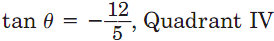 tan θ = −12/5, Quadrant IV